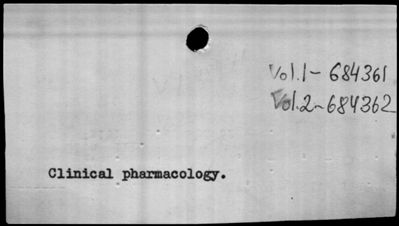 Vol.1- 684361
Vol.2-684362
Clinical pharmacology.